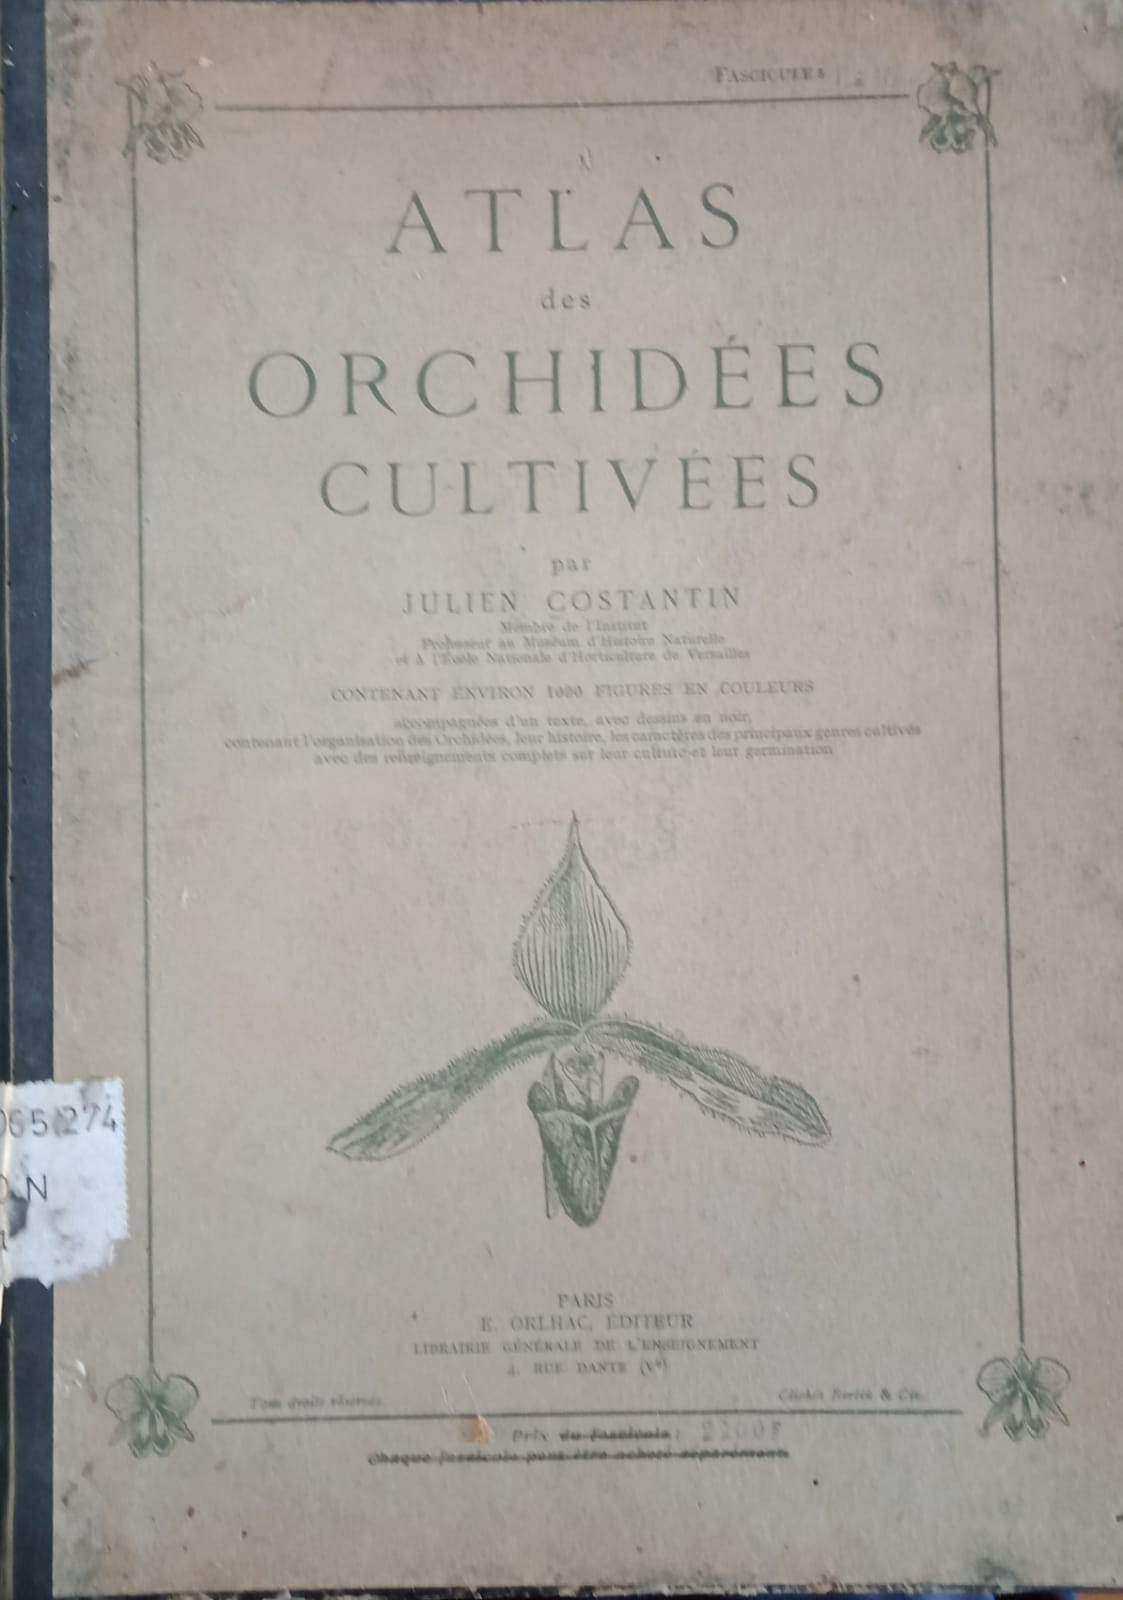 FASCICULES
ATLAS
des
ORCHIDÉES
CULTIVÉES
par
JULIEN COSTANTIN
Membre de l'Institut
Professeur au Muséum d'Histoire Naturelle
et à l'École Nationale d'Horticulture de Versailles
CONTENANT ENVIRON 1000 FIGURES EN COULEURS
accompagnées d'un texte, avec dessins en noir,
contenant l'organisation des Orchidées, leur histoire, les caractères des principaux genres cultivés
avec des renseignements complets sur leur culture et leur germination
065/274
N
PARIS
E. ORLHAC, ÉDITEUR
LIBRAIRIE GÉNÉRALE DE L'ENSEIGNEMENT
4, RUE DANTE (Vᵉ)
Tous droits réservés
Clichés & Cie.
Prix du fascicule :
Chaque fascicule peut être acheté séparément